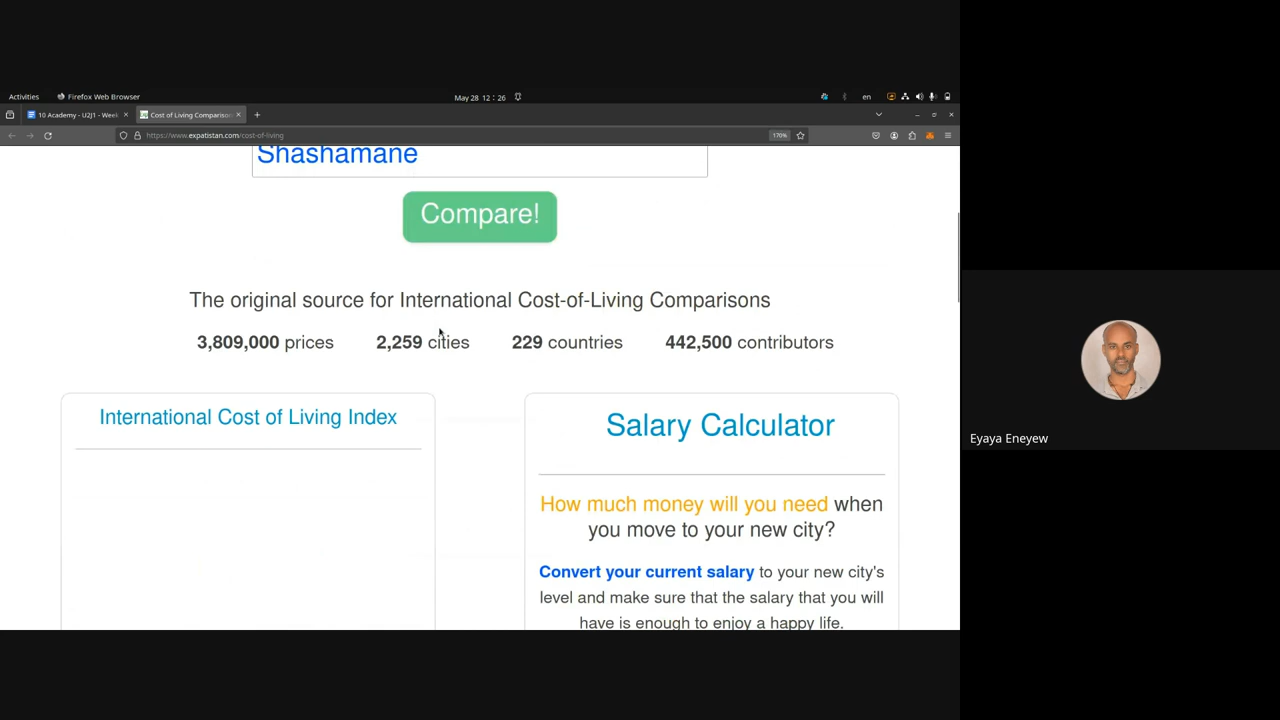 Activities
Firefox Web Browser
May 28 12 : 26
en
10 Academy - U2J1 - Week
Cost of Living Comparison
https://www.expatistan.com/cost-of-living
170%
Shashamane
Compare!
The original source for International Cost-of-Living Comparisons
3,809,000 prices
2,259 cities
229 countries
442,500 contributors
International Cost of Living Index
Salary Calculator
How much money will you need when
you move to your new city?
Convert your current salary to your new city's
level and make sure that the salary that you will
have is enough to enjoy a happy life.
Eyaya Eneyew